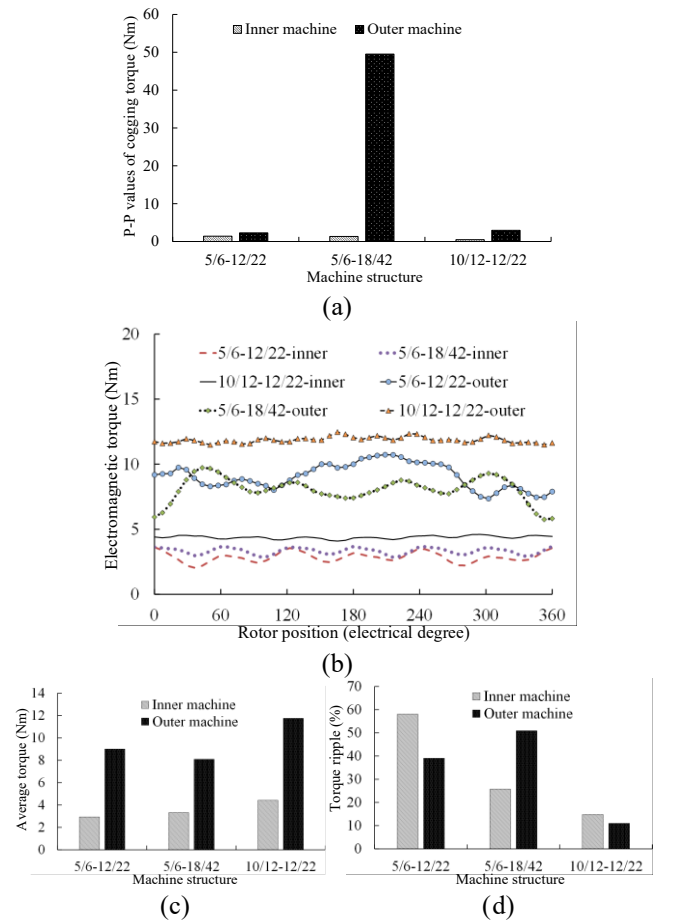 60
50
40
30
20
10
0
P-P values of cogging torque (Nm)
Inner machine Outer machine
5/6-12/22 5/6-18/42 10/12-12/22
Machine structure
(a)
20
15
10
5
0
Electromagnetic torque (Nm)
5/6-12/22-inner 5/6-18/42-inner
10/12-12/22-inner 5/6-12/22-outer
5/6-18/42-outer 10/12-12/22-outer
0 60 120 180 240 300 360
Rotor position (electrical degree)
(b)
14
12
10
8
6
4
2
0
Average torque (Nm)
Inner machine
Outer machine
5/6-12/22 5/6-18/42 10/12-12/22
Machine structure
(c)
70
60
50
40
30
20
10
0
Torque ripple (%)
Inner machine
Outer machine
5/6-12/22 5/6-18/42 10/12-12/22
Machine structure
(d)